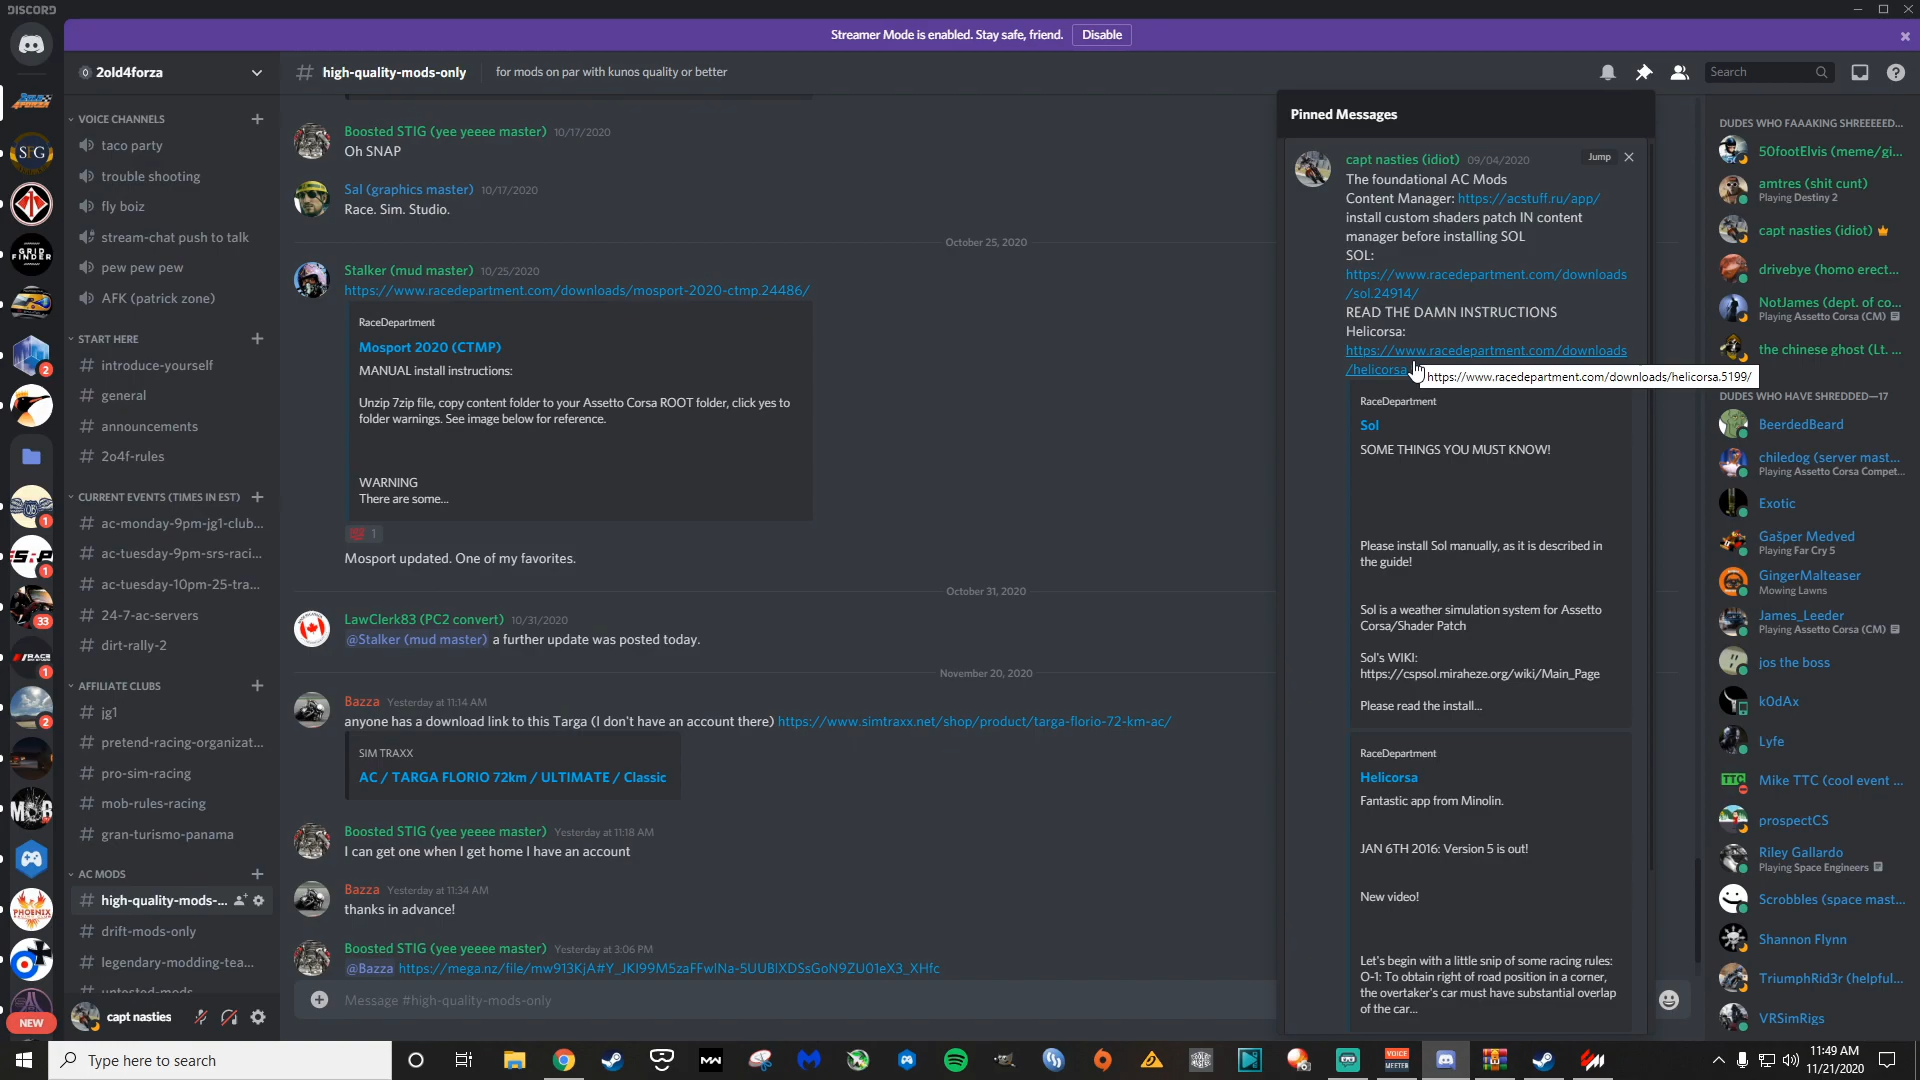 DISCORD
Streamer Mode is enabled. Stay safe, friend.
Disable
2old4forza
high-quality-mods-only
for mods on par with kunos quality or better
Search
VOICE CHANNELS
taco party
trouble shooting
fly boiz
stream-chat push to talk
pew pew pew
AFK (patrick zone)
START HERE
introduce-yourself
general
announcements
2o4f-rules
CURRENT EVENTS (TIMES IN EST)
ac-monday-9pm-jg1-club...
ac-tuesday-9pm-srs-raci...
ac-tuesday-10pm-25-tra...
24-7-ac-servers
dirt-rally-2
AFFILIATE CLUBS
jg1
pretend-racing-organizat...
pro-sim-racing
mob-rules-racing
gran-turismo-panama
AC MODS
high-quality-mods-...
drift-mods-only
legendary-modding-tea...
untested-mods
capt nasties
SFG
GRID
FINDER
2
1
1
33
1
2
MOB
PHOENIX
NEW
Boosted STIG (yee yeeee master) 10/17/2020
Oh SNAP
Sal (graphics master) 10/17/2020
Race. Sim. Studio.
October 25, 2020
Stalker (mud master) 10/25/2020
https://www.racedepartment.com/downloads/mosport-2020-ctmp.24486/
RaceDepartment
Mosport 2020 (CTMP)
MANUAL install instructions:
Unzip 7zip file, copy content folder to your Assetto Corsa ROOT folder, click yes to
folder warnings. See image below for reference.
WARNING
There are some...
1
Mosport updated. One of my favorites.
October 31, 2020
LawClerk83 (PC2 convert) 10/31/2020
@Stalker (mud master) a further update was posted today.
November 20, 2020
Bazza Yesterday at 11:14 AM
anyone has a download link to this Targa (I don't have an account there) https://www.simtraxx.net/shop/product/targa-florio-72-km-ac/
SIM TRAXX
AC / TARGA FLORIO 72km / ULTIMATE / Classic
Boosted STIG (yee yeeee master) Yesterday at 11:18 AM
I can get one when I get home I have an account
Bazza Yesterday at 11:34 AM
thanks in advance!
Boosted STIG (yee yeeee master) Yesterday at 3:06 PM
@Bazza https://mega.nz/file/mw913KjA#Y_JKI99M5zaFFwlNa-5UUBlXDSsGoN9ZU01eX3_XHfc
Message #high-quality-mods-only
Pinned Messages
capt nasties (idiot) 09/04/2020
Jump
The foundational AC Mods
Content Manager: https://acstuff.ru/app/
install custom shaders patch IN content
manager before installing SOL
SOL:
https://www.racedepartment.com/downloads
/sol.24914/
READ THE DAMN INSTRUCTIONS
Helicorsa:
https://www.racedepartment.com/downloads
/helicorsa.
https://www.racedepartment.com/downloads/helicorsa.5199/
RaceDepartment
Sol
SOME THINGS YOU MUST KNOW!
Please install Sol manually, as it is described in
the guide!
Sol is a weather simulation system for Assetto
Corsa/Shader Patch
Sol's WIKI:
https://cspsol.miraheze.org/wiki/Main_Page
Please read the install...
RaceDepartment
Helicorsa
Fantastic app from Minolin.
JAN 6TH 2016: Version 5 is out!
New video!
Let's begin with a little snip of some racing rules:
O-1: To obtain right of road position in a corner,
the overtaker's car must have substantial overlap
of the car...
DUDES WHO FAAAKING SHREEEEED...
50footElvis (meme/gi...
amtres (shit cunt)
Playing Destiny 2
capt nasties (idiot)
drivebye (homo erect...
NotJames (dept. of co...
Playing Assetto Corsa (CM)
the chinese ghost (Lt. ...
DUDES WHO HAVE SHREDDED—17
BeerdedBeard
chiledog (server mast...
Playing Assetto Corsa Compet...
Exotic
Gašper Medved
Playing Far Cry 5
GingerMalteaser
Mowing Lawns
James_Leeder
Playing Assetto Corsa (CM)
jos the boss
k0dAx
Lyfe
TTC
Mike TTC (cool event ...
prospectCS
Riley Gallardo
Playing Space Engineers
Scrobbles (space mast...
Shannon Flynn
TriumphRid3r (helpful...
VRSimRigs
Type here to search
VOICE
MEETER
11:49 AM
11/21/2020